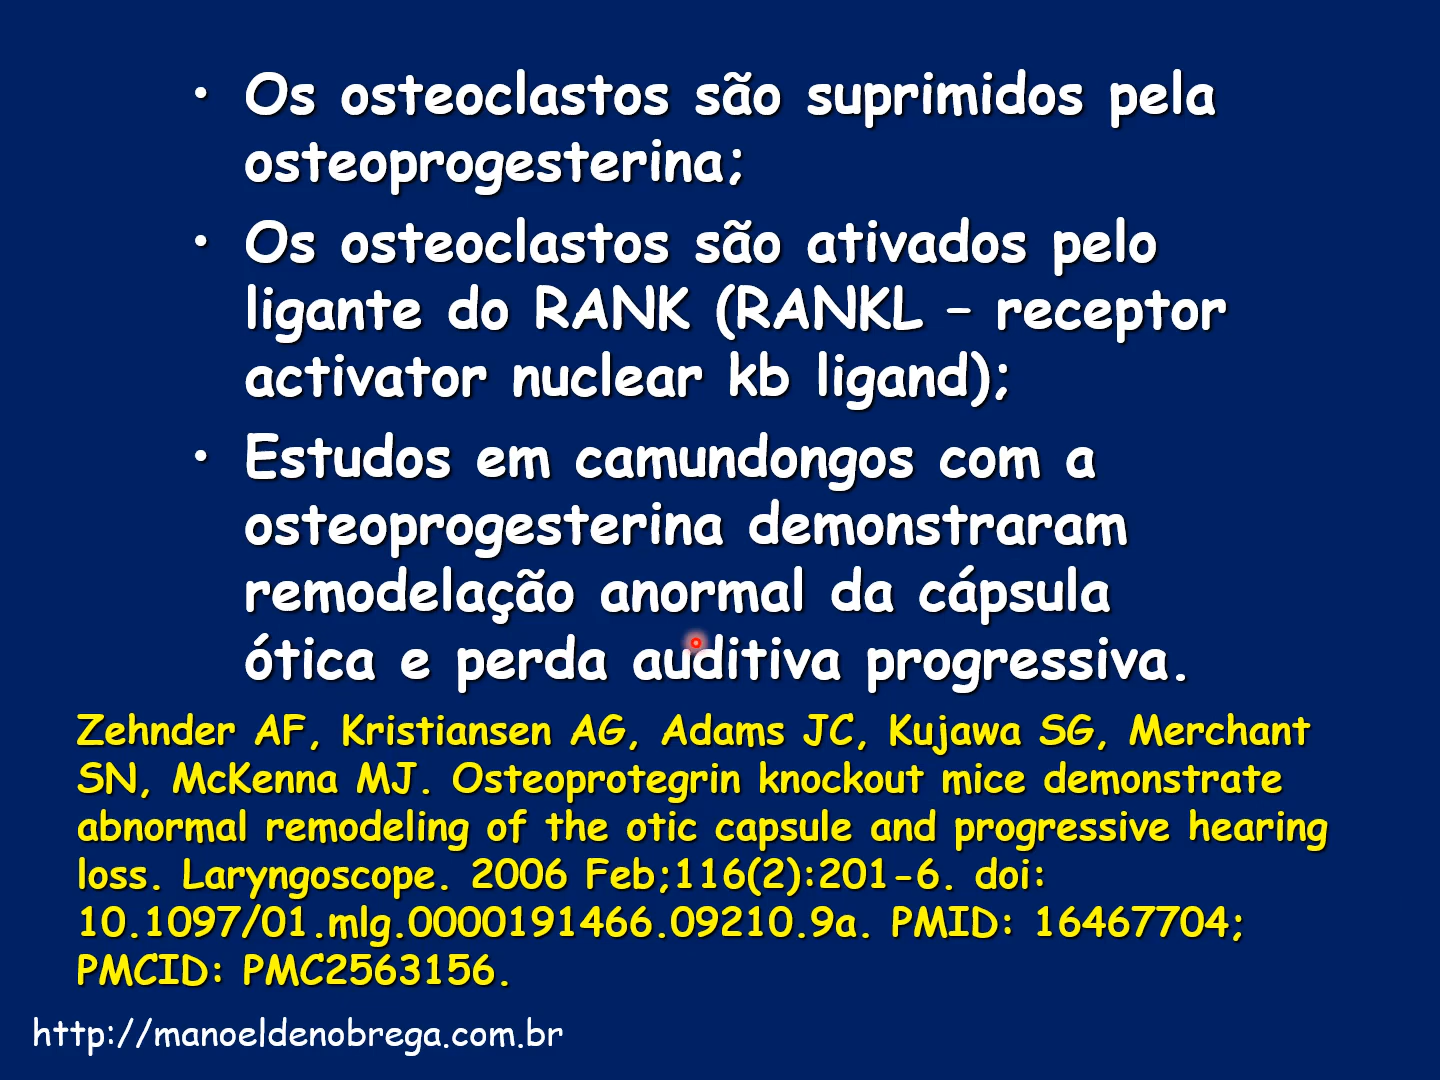 • Os osteoclastos são suprimidos pela
osteoprogesterina;
• Os osteoclastos são ativados pelo
ligante do RANK (RANKL – receptor
activator nuclear kb ligand);
• Estudos em camundongos com a
osteoprogesterina demonstraram
remodelação anormal da cápsula
ótica e perda auditiva progressiva.
Zehnder AF, Kristiansen AG, Adams JC, Kujawa SG, Merchant
SN, McKenna MJ. Osteoprotegrin knockout mice demonstrate
abnormal remodeling of the otic capsule and progressive hearing
loss. Laryngoscope. 2006 Feb;116(2):201-6. doi:
10.1097/01.mlg.0000191466.09210.9a. PMID: 16467704;
PMCID: PMC2563156.
http://manoeldenobrega.com.br